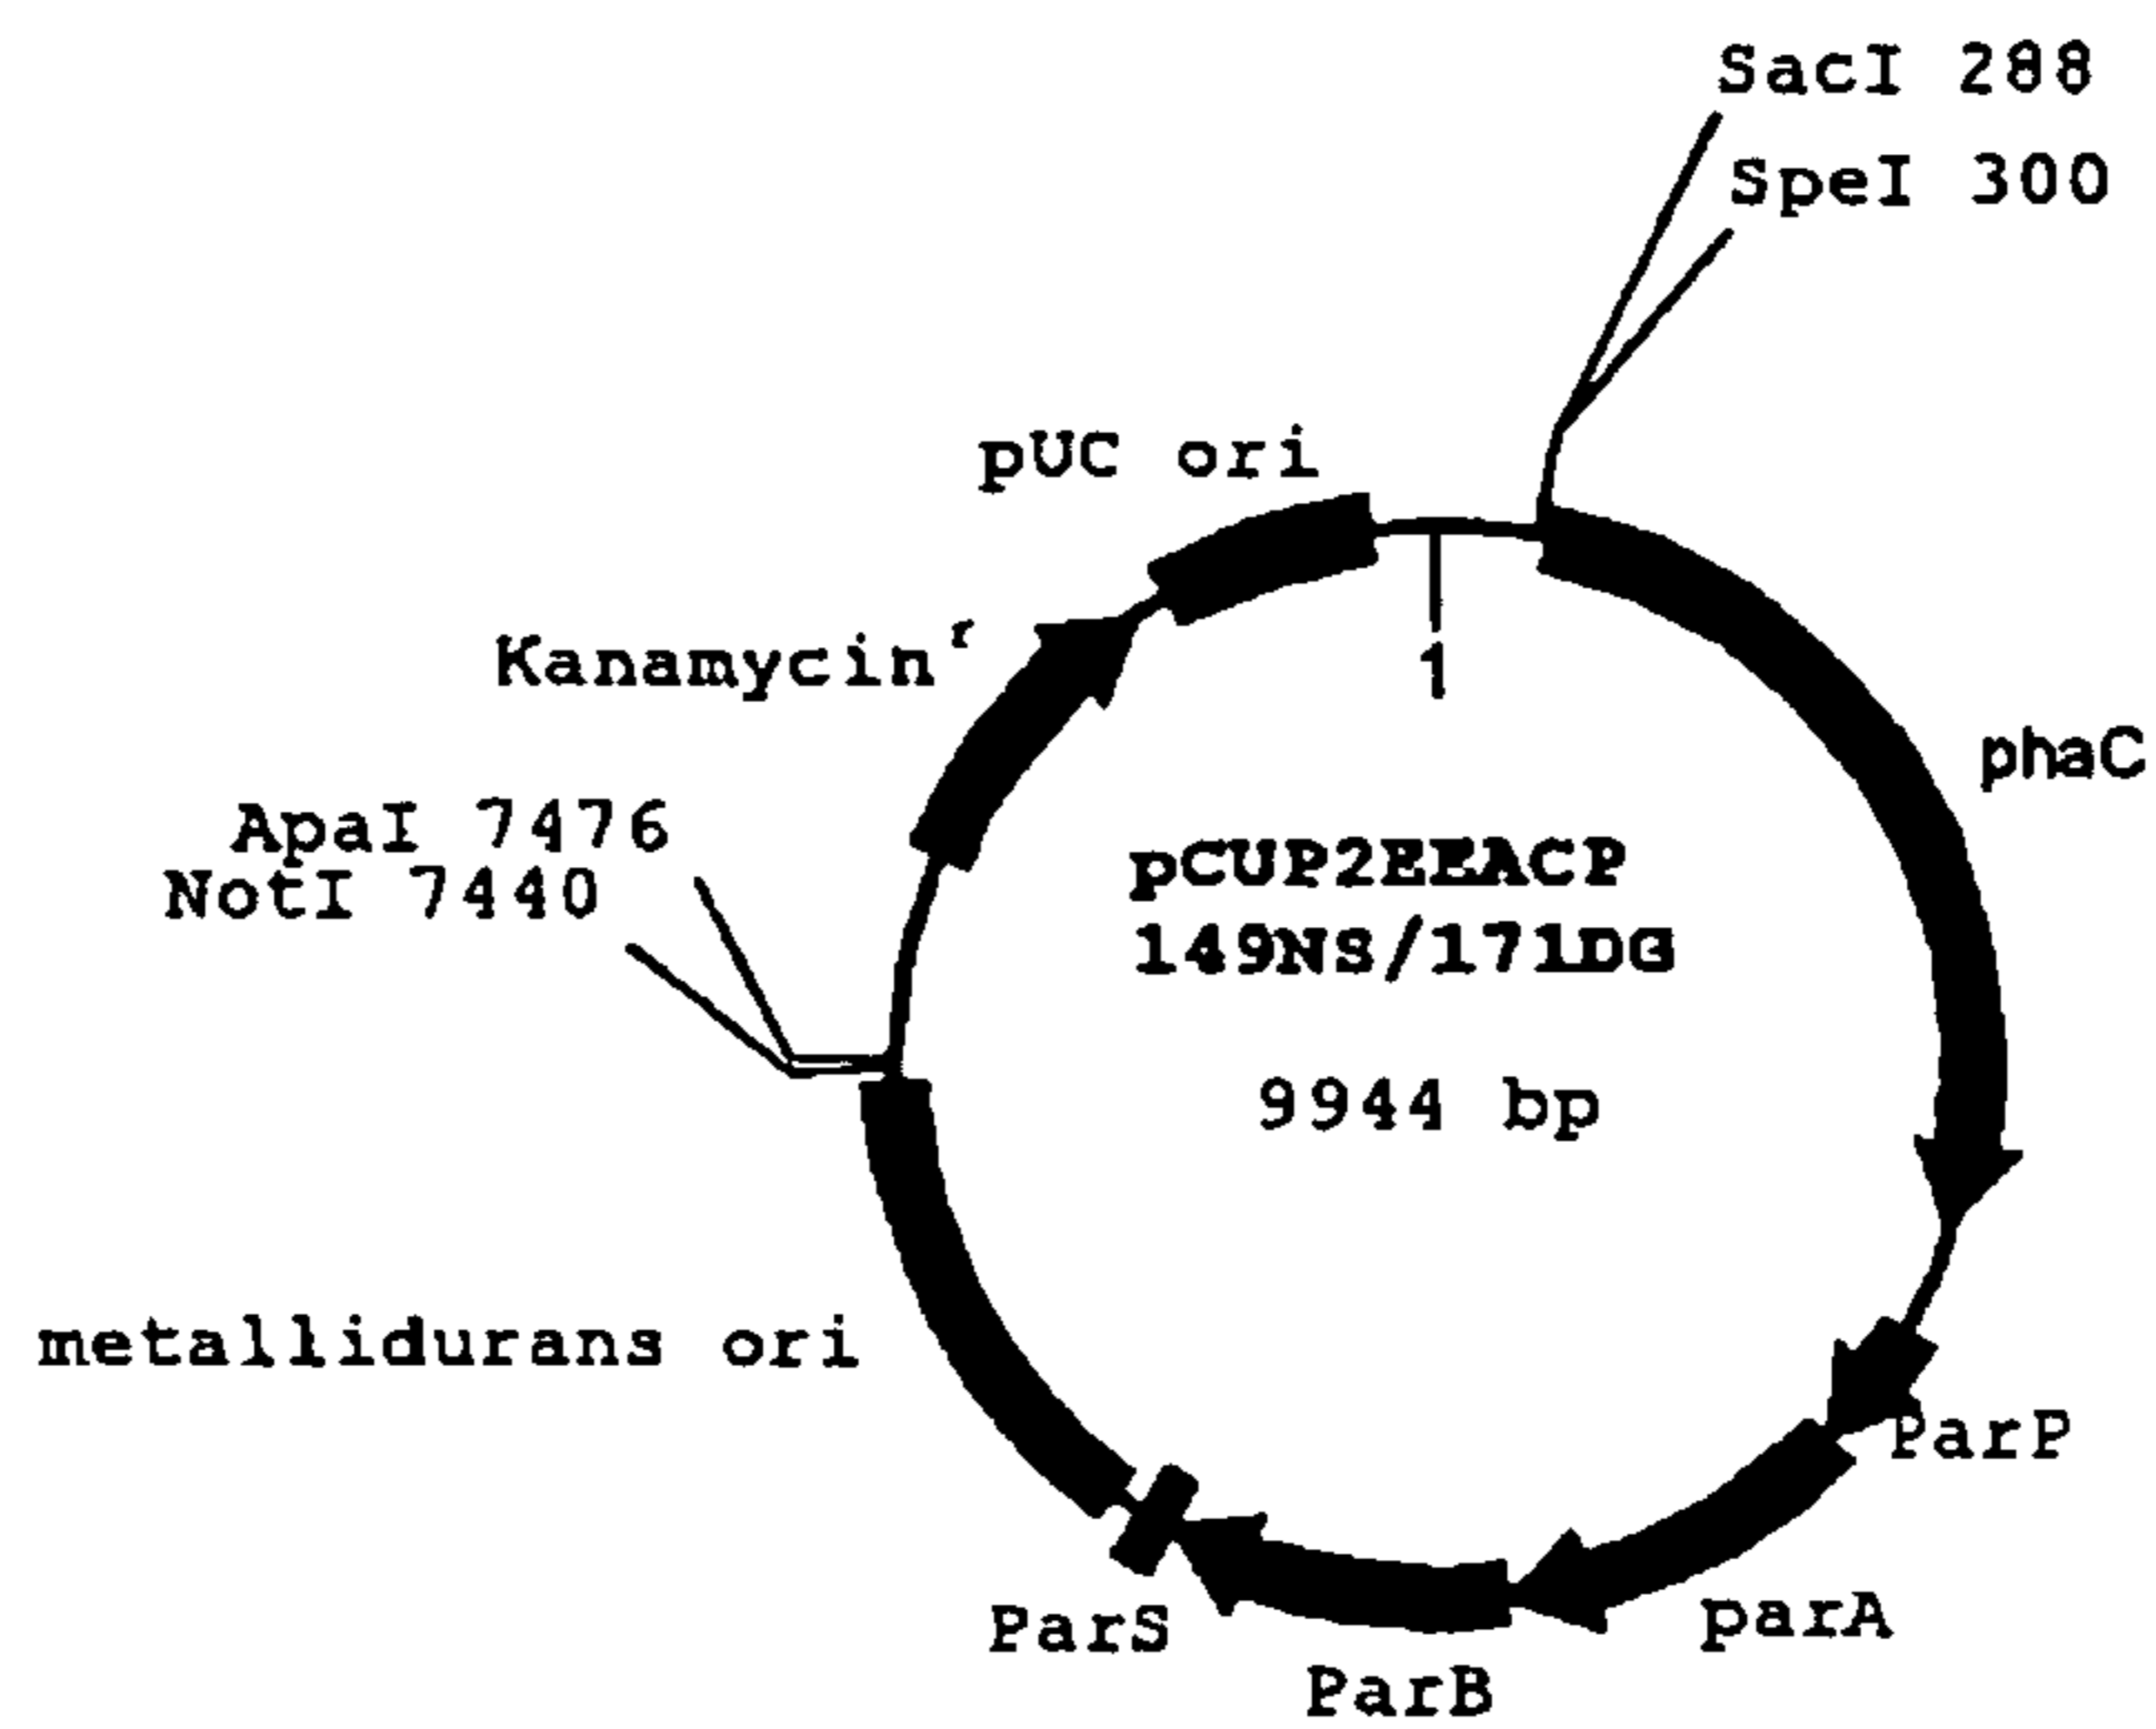 SacI 288
SpeI 300
pUC ori
Kanamycin r
1
phaC
ApaI 7476
NotI 7440
pCUP2EEACP
149NS/171DG
9944 bp
metallidurans ori
ParP
parA
ParS
ParB